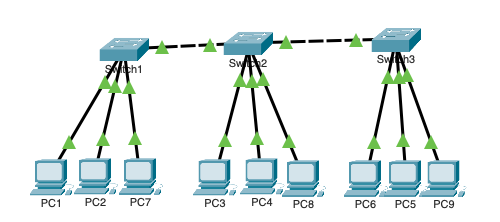 Switch1
Switch2
Switch3
PC1
PC2
PC7
PC3
PC4
PC8
PC6
PC5
PC9